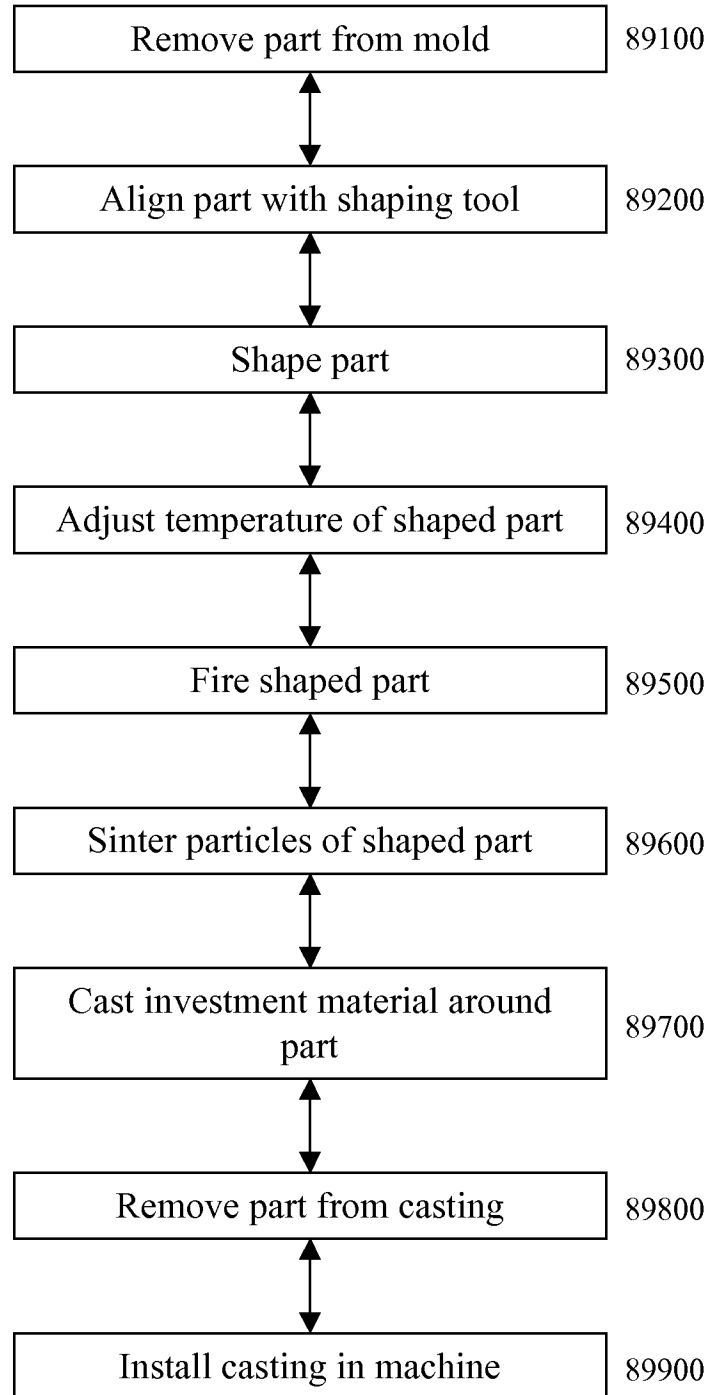 Remove part from mold 89100
Align part with shaping tool 89200
Shape part 89300
Adjust temperature of shaped part 89400
Fire shaped part 89500
Sinter particles of shaped part 89600
Cast investment material around
part
89700
Remove part from casting 89800
Install casting in machine 89900